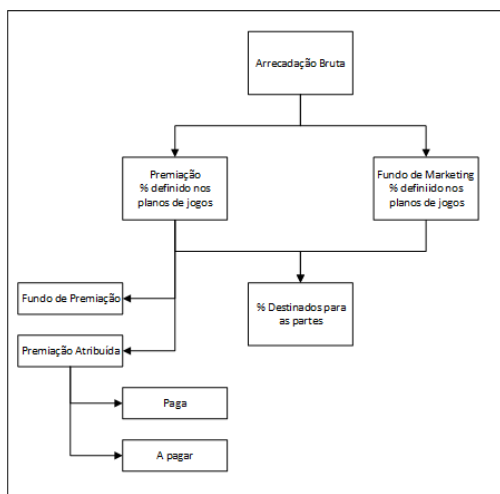 Arrecadação Bruta
Premiação
% definido nos
planos de jogos
Fundo de Marketing
% definiido nos
planos de jogos
Fundo de Premiação
% Destinados para
as partes
Premiação Atribuída
Paga
A pagar